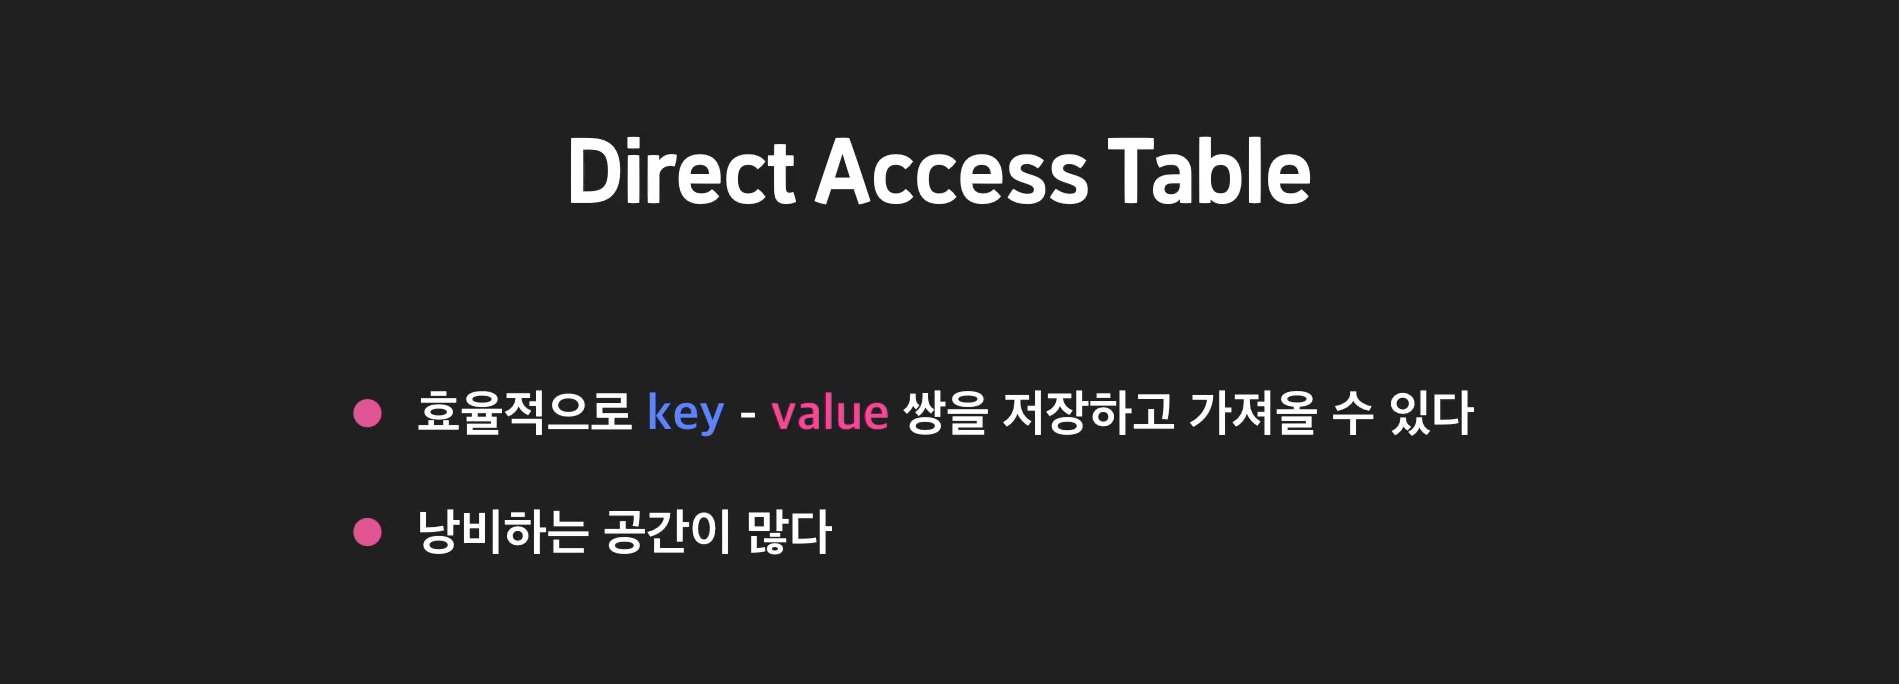 Direct Access Table
효율적으로 key - value 쌍을 저장하고 가져올 수 있다
낭비하는 공간이 많다